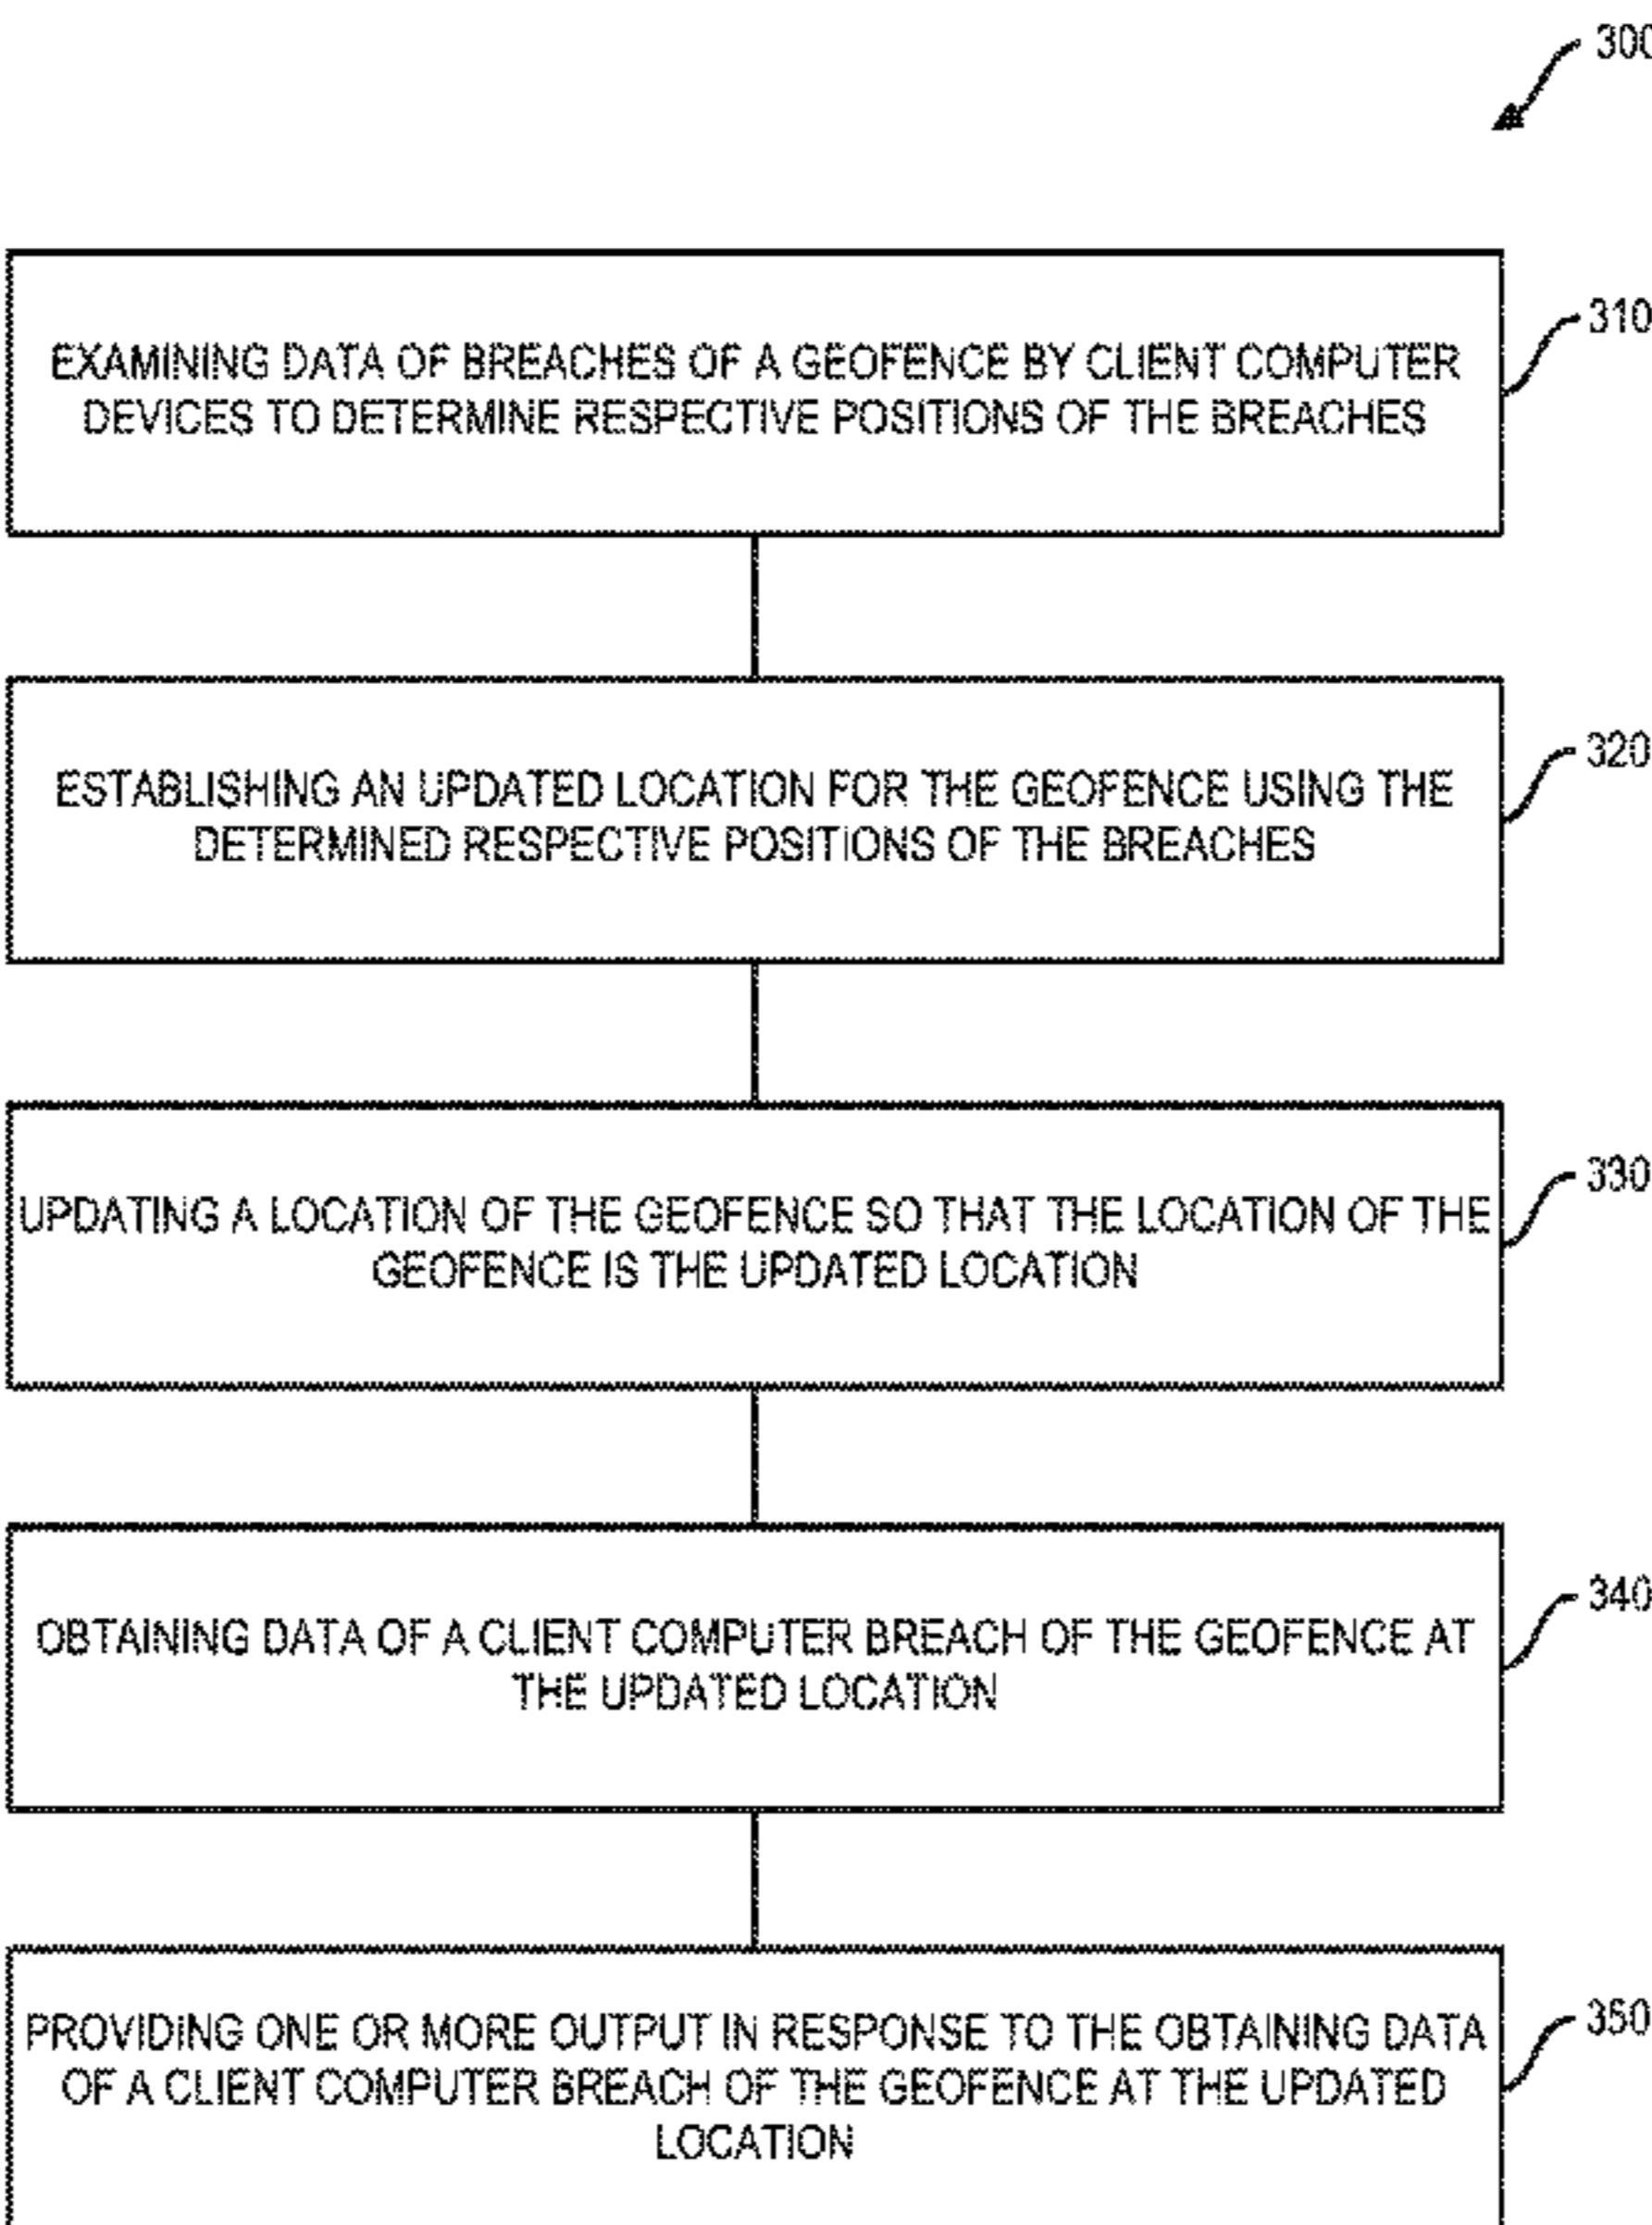 300
EXAMINING DATA OF BREACHES OF A GEOFENCE BY CLIENT COMPUTER
DEVICES TO DETERMINE RESPECTIVE POSITIONS OF THE BREACHES
310
ESTABLISHING AN UPDATED LOCATION FOR THE GEOFENCE USING THE
DETERMINED RESPECTIVE POSITIONS OF THE BREACHES
320
UPDATING A LOCATION OF THE GEOFENCE SO THAT THE LOCATION OF THE
GEOFENCE IS THE UPDATED LOCATION
330
OBTAINING DATA OF A CLIENT COMPUTER BREACH OF THE GEOFENCE AT
THE UPDATED LOCATION
340
PROVIDING ONE OR MORE OUTPUT IN RESPONSE TO THE OBTAINING DATA
OF A CLIENT COMPUTER BREACH OF THE GEOFENCE AT THE UPDATED
LOCATION
350